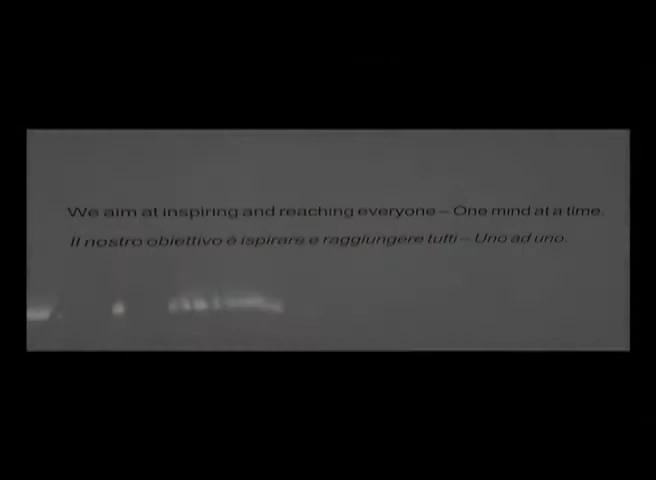 We aim at inspiring and reaching everyone – One mind at a time.
Il nostro obiettivo è ispirare e raggiungere tutti – Uno ad uno.